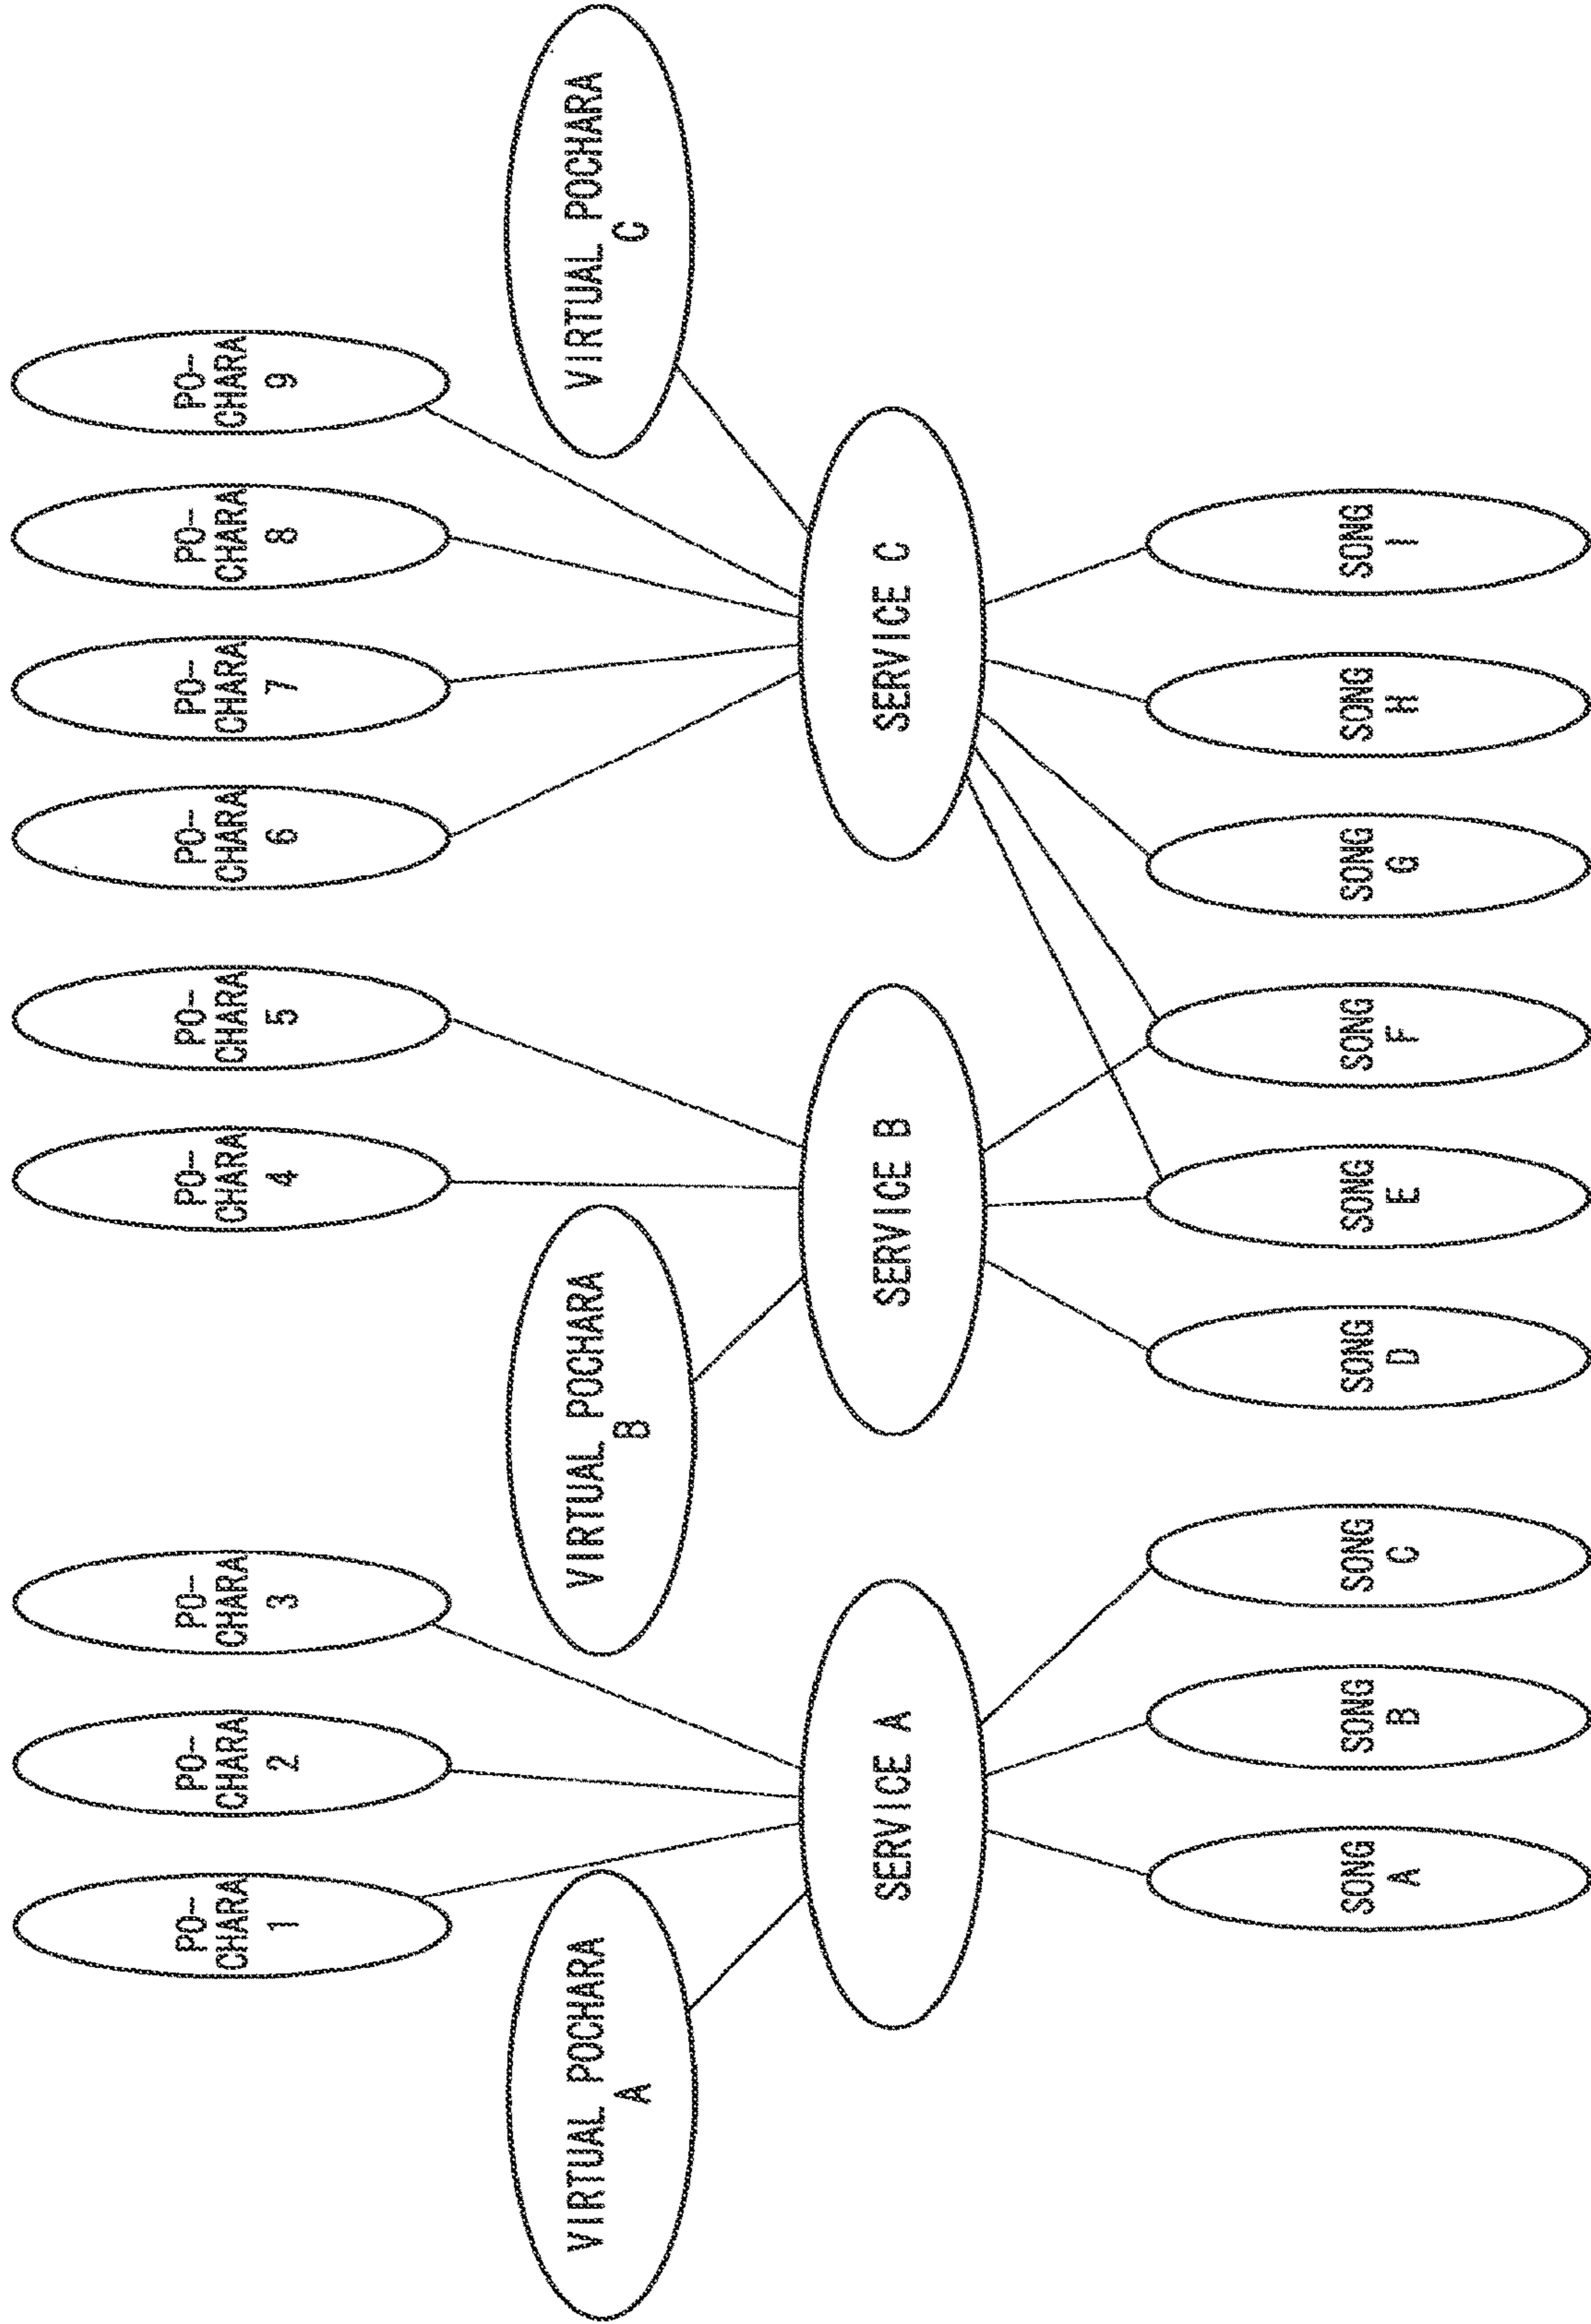 PO-
CHARA
1
PO-
CHARA
2
PO-
CHARA
3
PO-
CHARA
4
PO-
CHARA
5
PO-
CHARA
6
PO-
CHARA
7
PO-
CHARA
8
PO-
CHARA
9
VIRTUAL POCHARA
A
VIRTUAL POCHARA
B
VIRTUAL POCHARA
C
SERVICE A
SERVICE B
SERVICE C
SONG
A
SONG
B
SONG
C
SONG
D
SONG
E
SONG
F
SONG
G
SONG
H
SONG
I